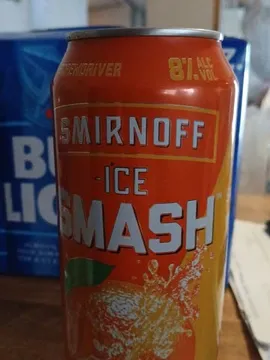 SCREWDRIVER
8% ALC.
VOL.
SMIRNOFF
ICE
SMASH
BU
LIG